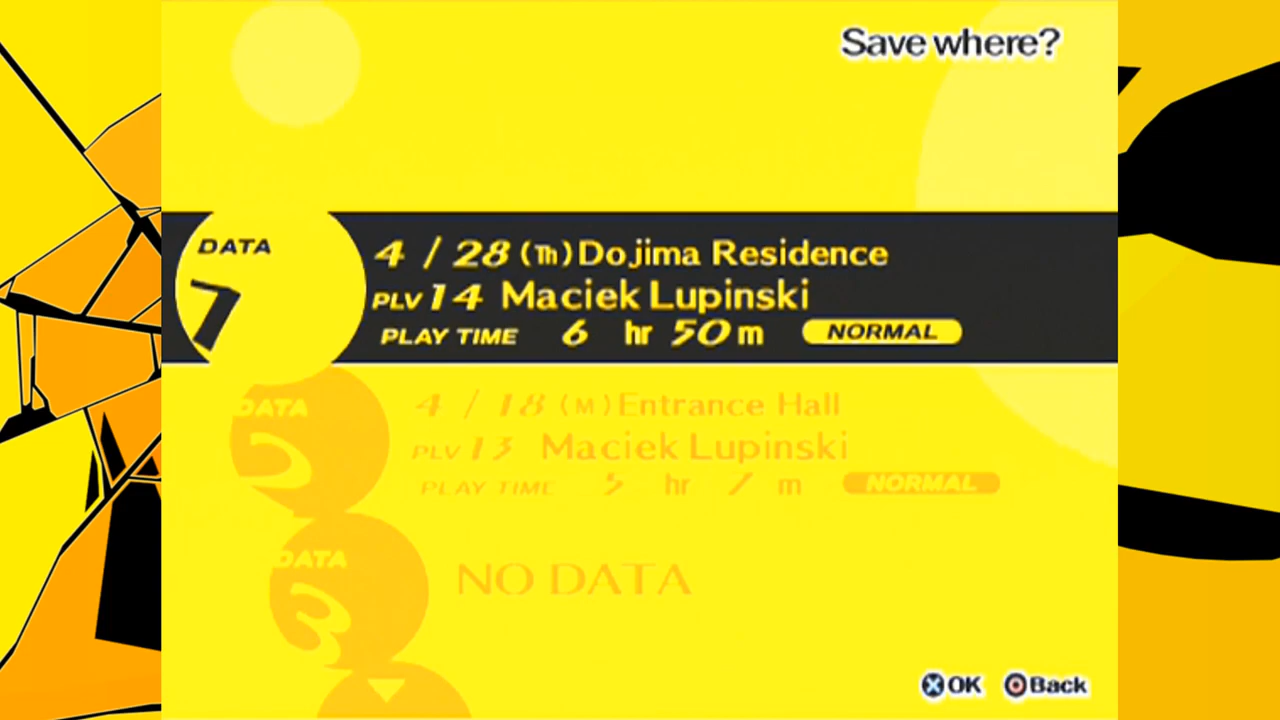 Save where?
DATA
1
4 / 28 (Th) Dojima Residence
PLV 14 Maciek Lupinski
PLAY TIME 6 hr 50 m NORMAL
DATA
2
4 / 18 (M) Entrance Hall
PLV 13 Maciek Lupinski
PLAY TIME 5 hr 7 m NORMAL
DATA
3
NO DATA
OK Back